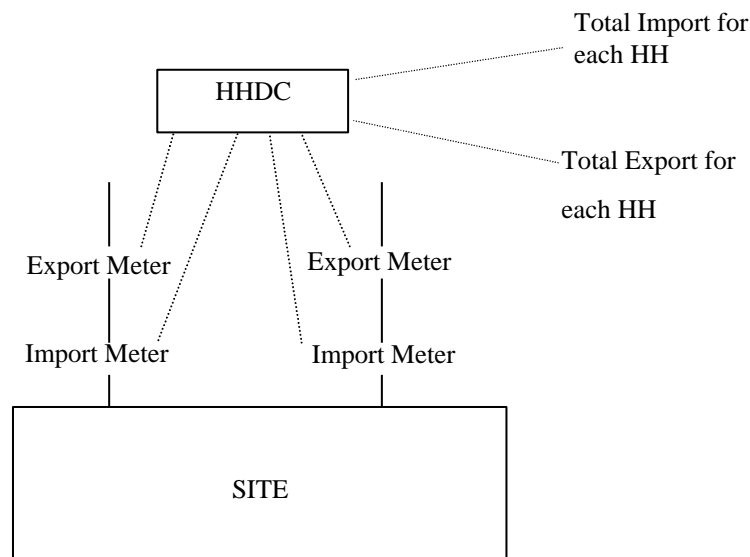 Total Import for
each HH
HHDC
Total Export for
each HH
Export Meter
Export Meter
Import Meter
Import Meter
SITE